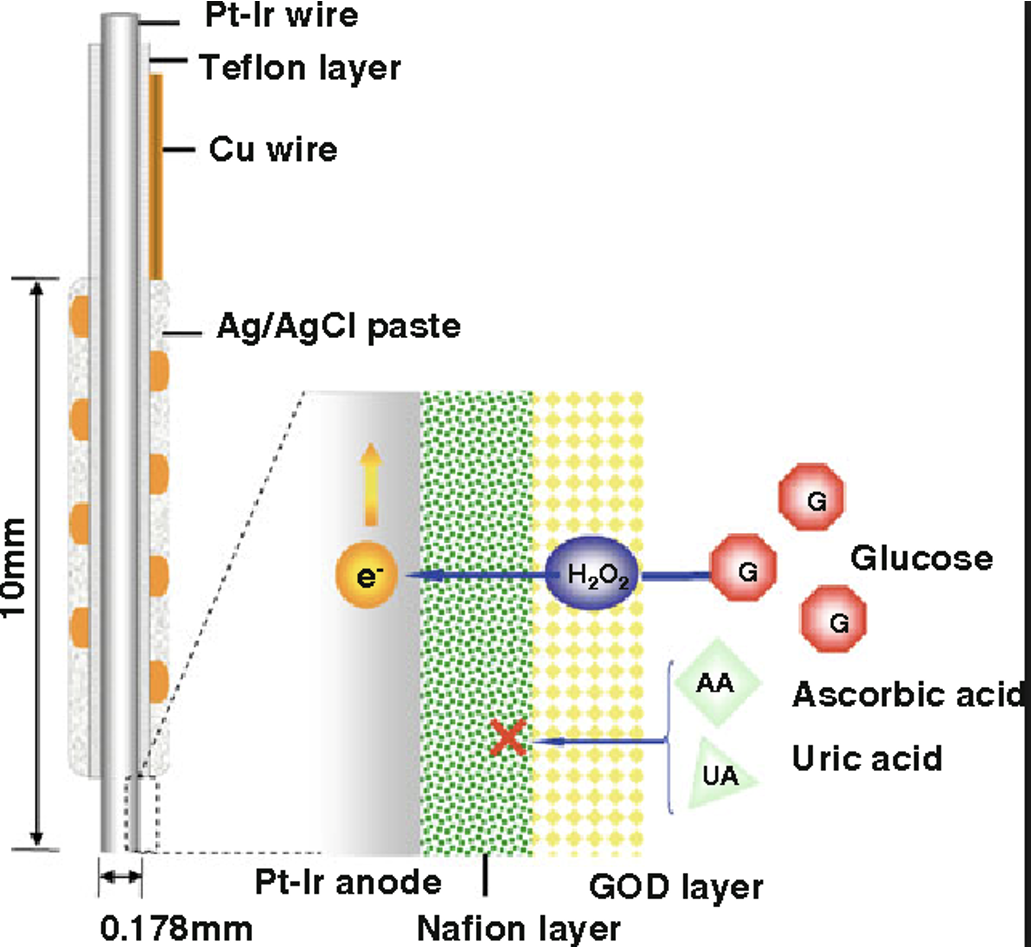 Pt-Ir wire
Teflon layer
Cu wire
Ag/AgCl paste
10mm
e-
H2O2
G
G
G
Glucose
AA
Ascorbic acid
UA
Uric acid
Pt-Ir anode
GOD layer
0.178mm
Nafion layer